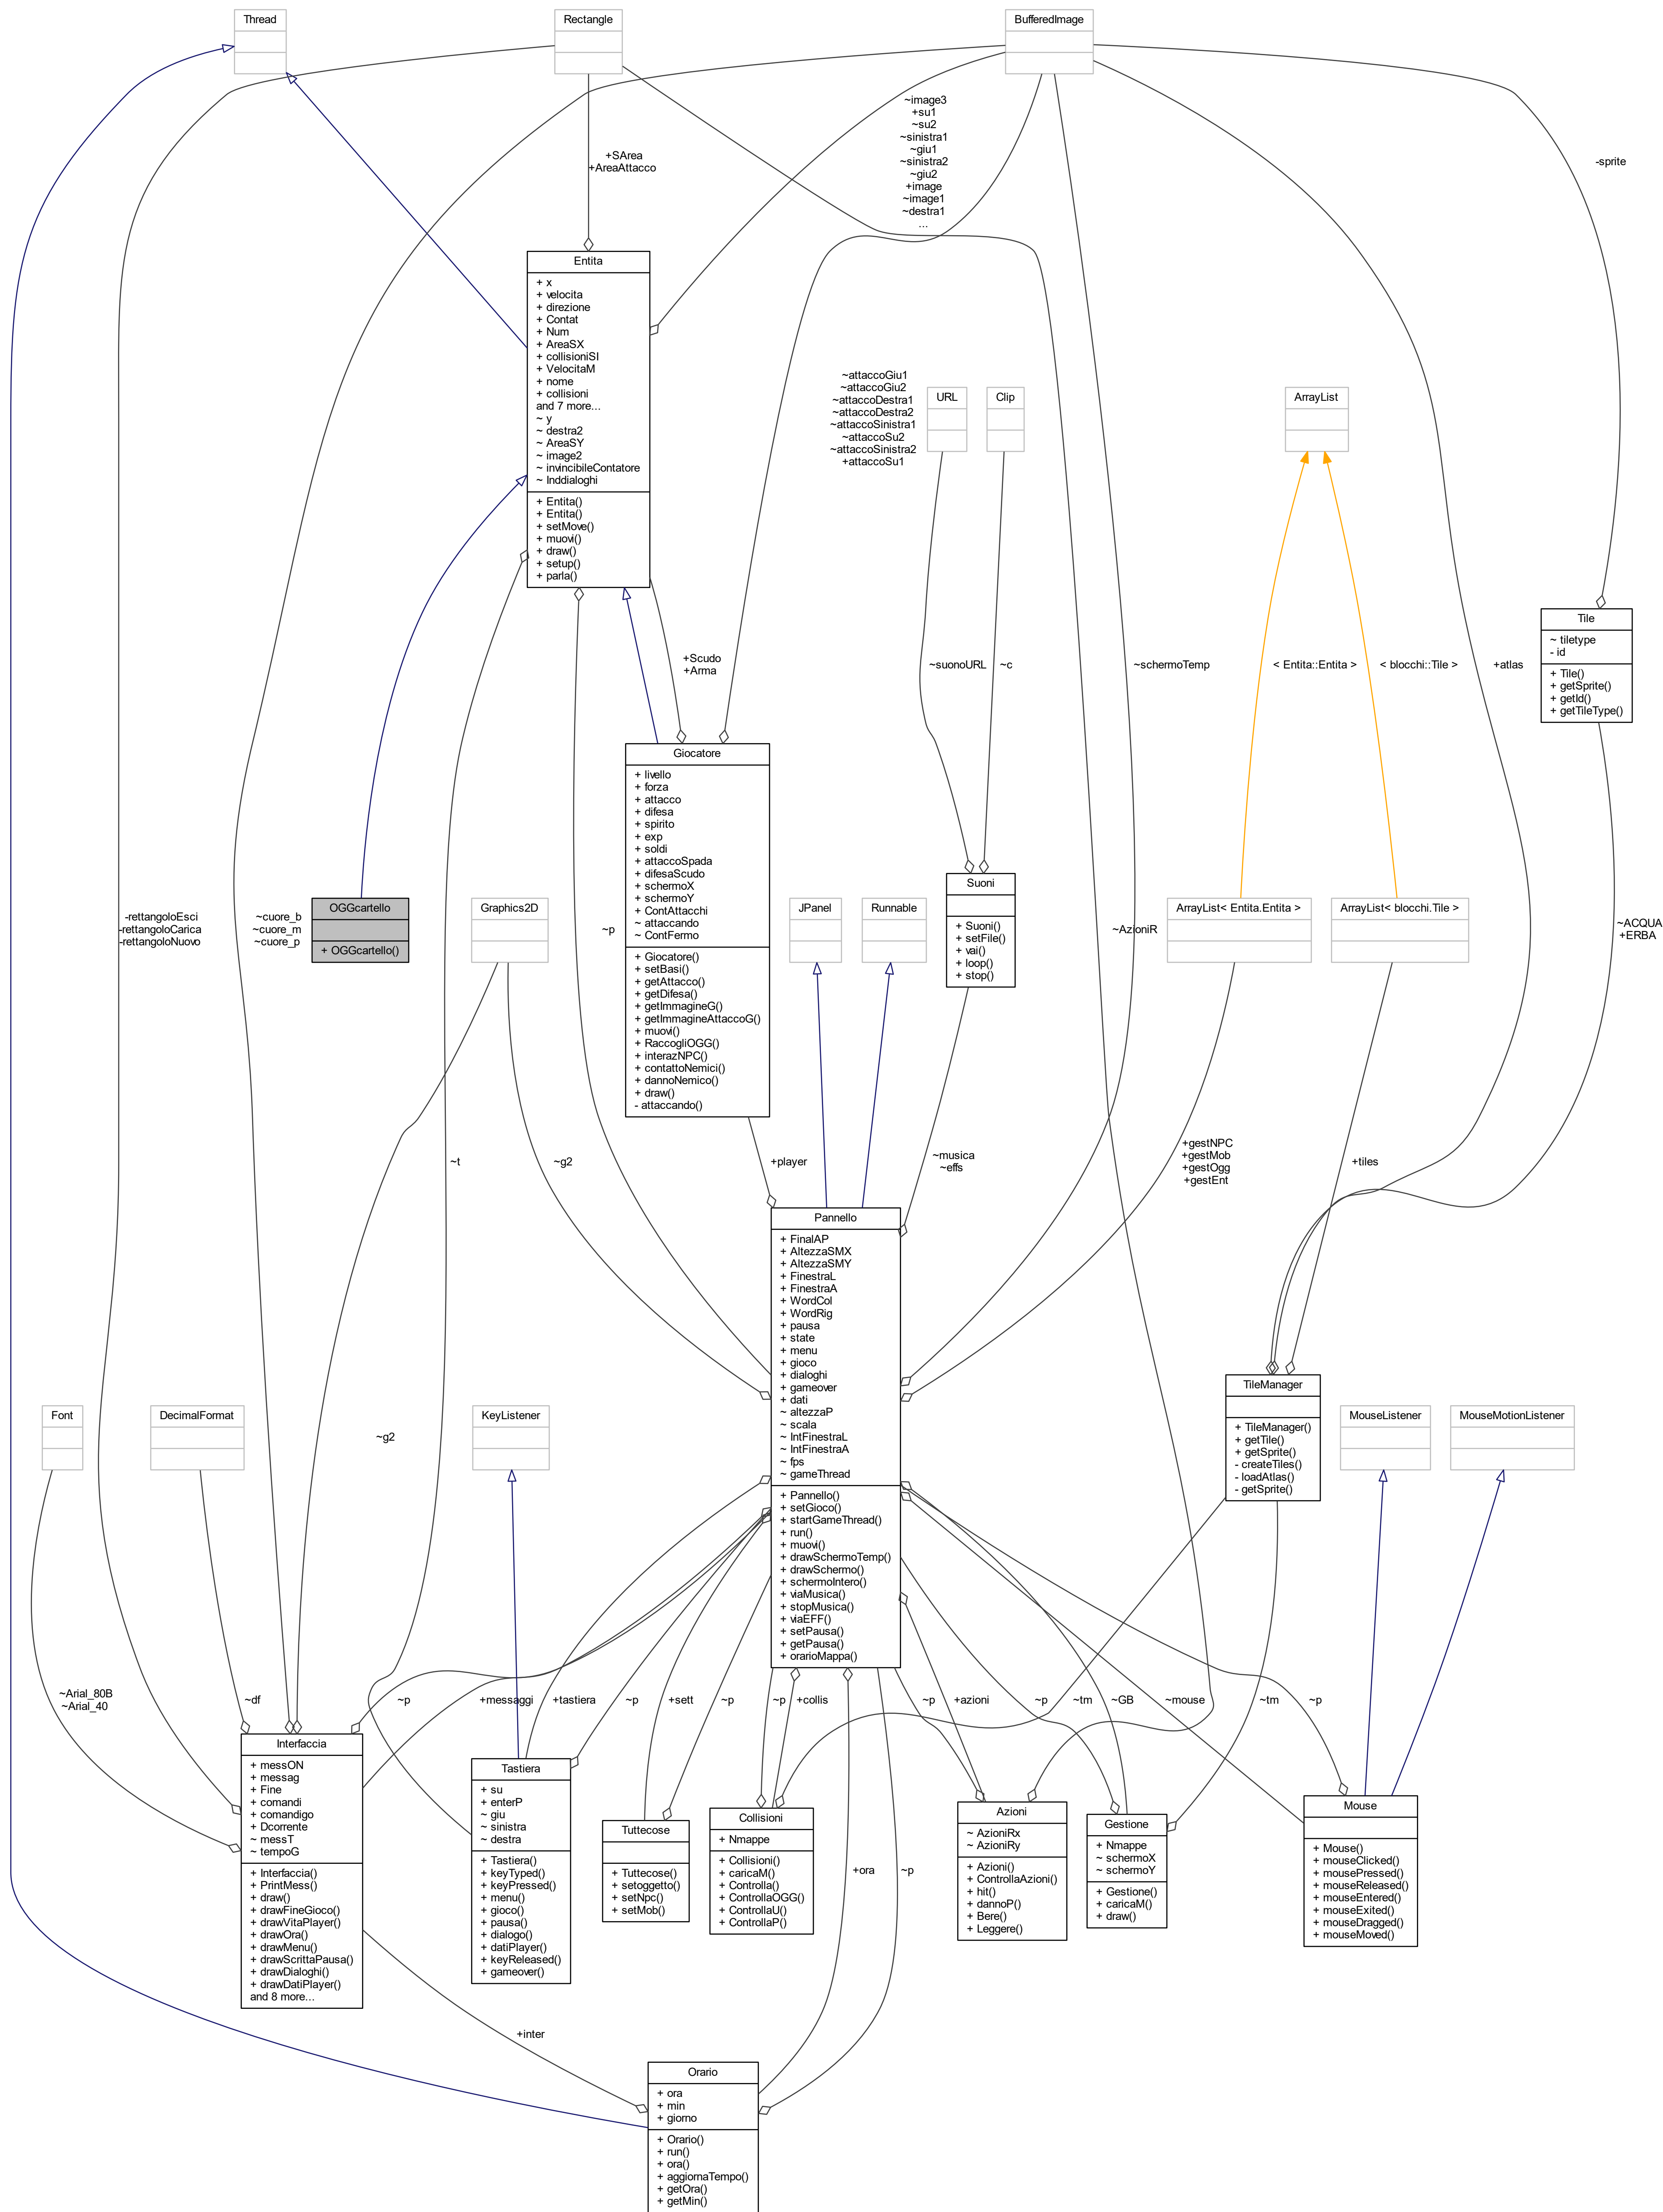 Thread
Rectangle
BufferedImage
~image3
+su1
~su2
~sinistra1
~giu1
~sinistra2
~giu2
+image
~image1
~destra1
...
+SArea
+AreaAttacco
-sprite
Entita
+ x
+ velocita
+ direzione
+ Contat
+ Num
+ AreaSX
+ collisioniSI
+ VelocitaM
+ nome
+ collisioni
and 7 more...
~ y
~ destra2
~ AreaSY
~ image2
~ invincibileContatore
~ Inddialoghi
+ Entita()
+ Entita()
+ setMove()
+ muovi()
+ draw()
+ setup()
+ parla()
~attaccoGiu1
~attaccoGiu2
~attaccoDestra1
~attaccoDestra2
~attaccoSinistra1
~attaccoSu2
~attaccoSinistra2
+attaccoSu1
URL
Clip
ArrayList
Tile
~ tiletype
- id
+ Tile()
+ getSprite()
+ getId()
+ getTileType()
+Scudo
+Arma
~suonoURL
~c
~schermoTemp
< Entita::Entita >
< blocchi::Tile >
+atlas
Giocatore
+ livello
+ forza
+ attacco
+ difesa
+ spirito
+ exp
+ soldi
+ attaccoSpada
+ difesaScudo
+ schermoX
+ schermoY
+ ContAttacchi
~ attaccando
~ ContFermo
+ Giocatore()
+ setBasi()
+ getAttacco()
+ getDifesa()
+ getImmagineG()
+ getImmagineAttaccoG()
+ muovi()
+ RaccogliOGG()
+ interazNPC()
+ contattoNemici()
+ dannoNemico()
+ draw()
- attaccando()
-rettangoloEsci
-rettangoloCarica
-rettangoloNuovo
~cuore_b
~cuore_m
~cuore_p
OGGcartello
+ OGGcartello()
Graphics2D
~p
JPanel
Runnable
Suoni
+ Suoni()
+ setFile()
+ vai()
+ loop()
+ stop()
~AzioniR
ArrayList< Entita.Entita >
ArrayList< blocchi.Tile >
~ACQUA
+ERBA
~t
~g2
+player
~musica
~effs
+gestNPC
+gestMob
+gestOgg
+gestEnt
+tiles
Pannello
+ FinalAP
+ AltezzaSMX
+ AltezzaSMY
+ FinestraL
+ FinestraA
+ WordCol
+ WordRig
+ pausa
+ state
+ menu
+ gioco
+ dialoghi
+ gameover
+ dati
~ altezzaP
~ scala
~ IntFinestraL
~ IntFinestraA
~ fps
~ gameThread
+ Pannello()
+ setGioco()
+ startGameThread()
+ run()
+ muovi()
+ drawSchermoTemp()
+ drawSchermo()
+ schermoIntero()
+ viaMusica()
+ stopMusica()
+ viaEFF()
+ setPausa()
+ getPausa()
+ orarioMappa()
Font
DecimalFormat
~g2
KeyListener
TileManager
+ TileManager()
+ getTile()
+ getSprite()
- createTiles()
- loadAtlas()
- getSprite()
MouseListener
MouseMotionListener
~Arial_80B
~Arial_40
~df
~p
+messaggi
+tastiera
~p
+sett
~p
~p
+collis
~p
+azioni
~p
~tm
~GB
~mouse
~tm
~p
Interfaccia
+ messON
+ messag
+ Fine
+ comandi
+ comandigo
+ Dcorrente
~ messT
~ tempoG
+ Interfaccia()
+ PrintMess()
+ draw()
+ drawFineGioco()
+ drawVitaPlayer()
+ drawOra()
+ drawMenu()
+ drawScrittaPausa()
+ drawDialoghi()
+ drawDatiPlayer()
and 8 more...
Tastiera
+ su
+ enterP
~ giu
~ sinistra
~ destra
+ Tastiera()
+ keyTyped()
+ keyPressed()
+ menu()
+ gioco()
+ pausa()
+ dialogo()
+ datiPlayer()
+ keyReleased()
+ gameover()
Tuttecose
+ Tuttecose()
+ setoggetto()
+ setNpc()
+ setMob()
Collisioni
+ Nmappe
+ Collisioni()
+ caricaM()
+ Controlla()
+ ControllaOGG()
+ ControllaU()
+ ControllaP()
+ora
~p
Azioni
~ AzioniRx
~ AzioniRy
+ Azioni()
+ ControllaAzioni()
+ hit()
+ dannoP()
+ Bere()
+ Leggere()
Gestione
+ Nmappe
~ schermoX
~ schermoY
+ Gestione()
+ caricaM()
+ draw()
Mouse
+ Mouse()
+ mouseClicked()
+ mousePressed()
+ mouseReleased()
+ mouseEntered()
+ mouseExited()
+ mouseDragged()
+ mouseMoved()
+inter
Orario
+ ora
+ min
+ giorno
+ Orario()
+ run()
+ ora()
+ aggiornaTempo()
+ getOra()
+ getMin()